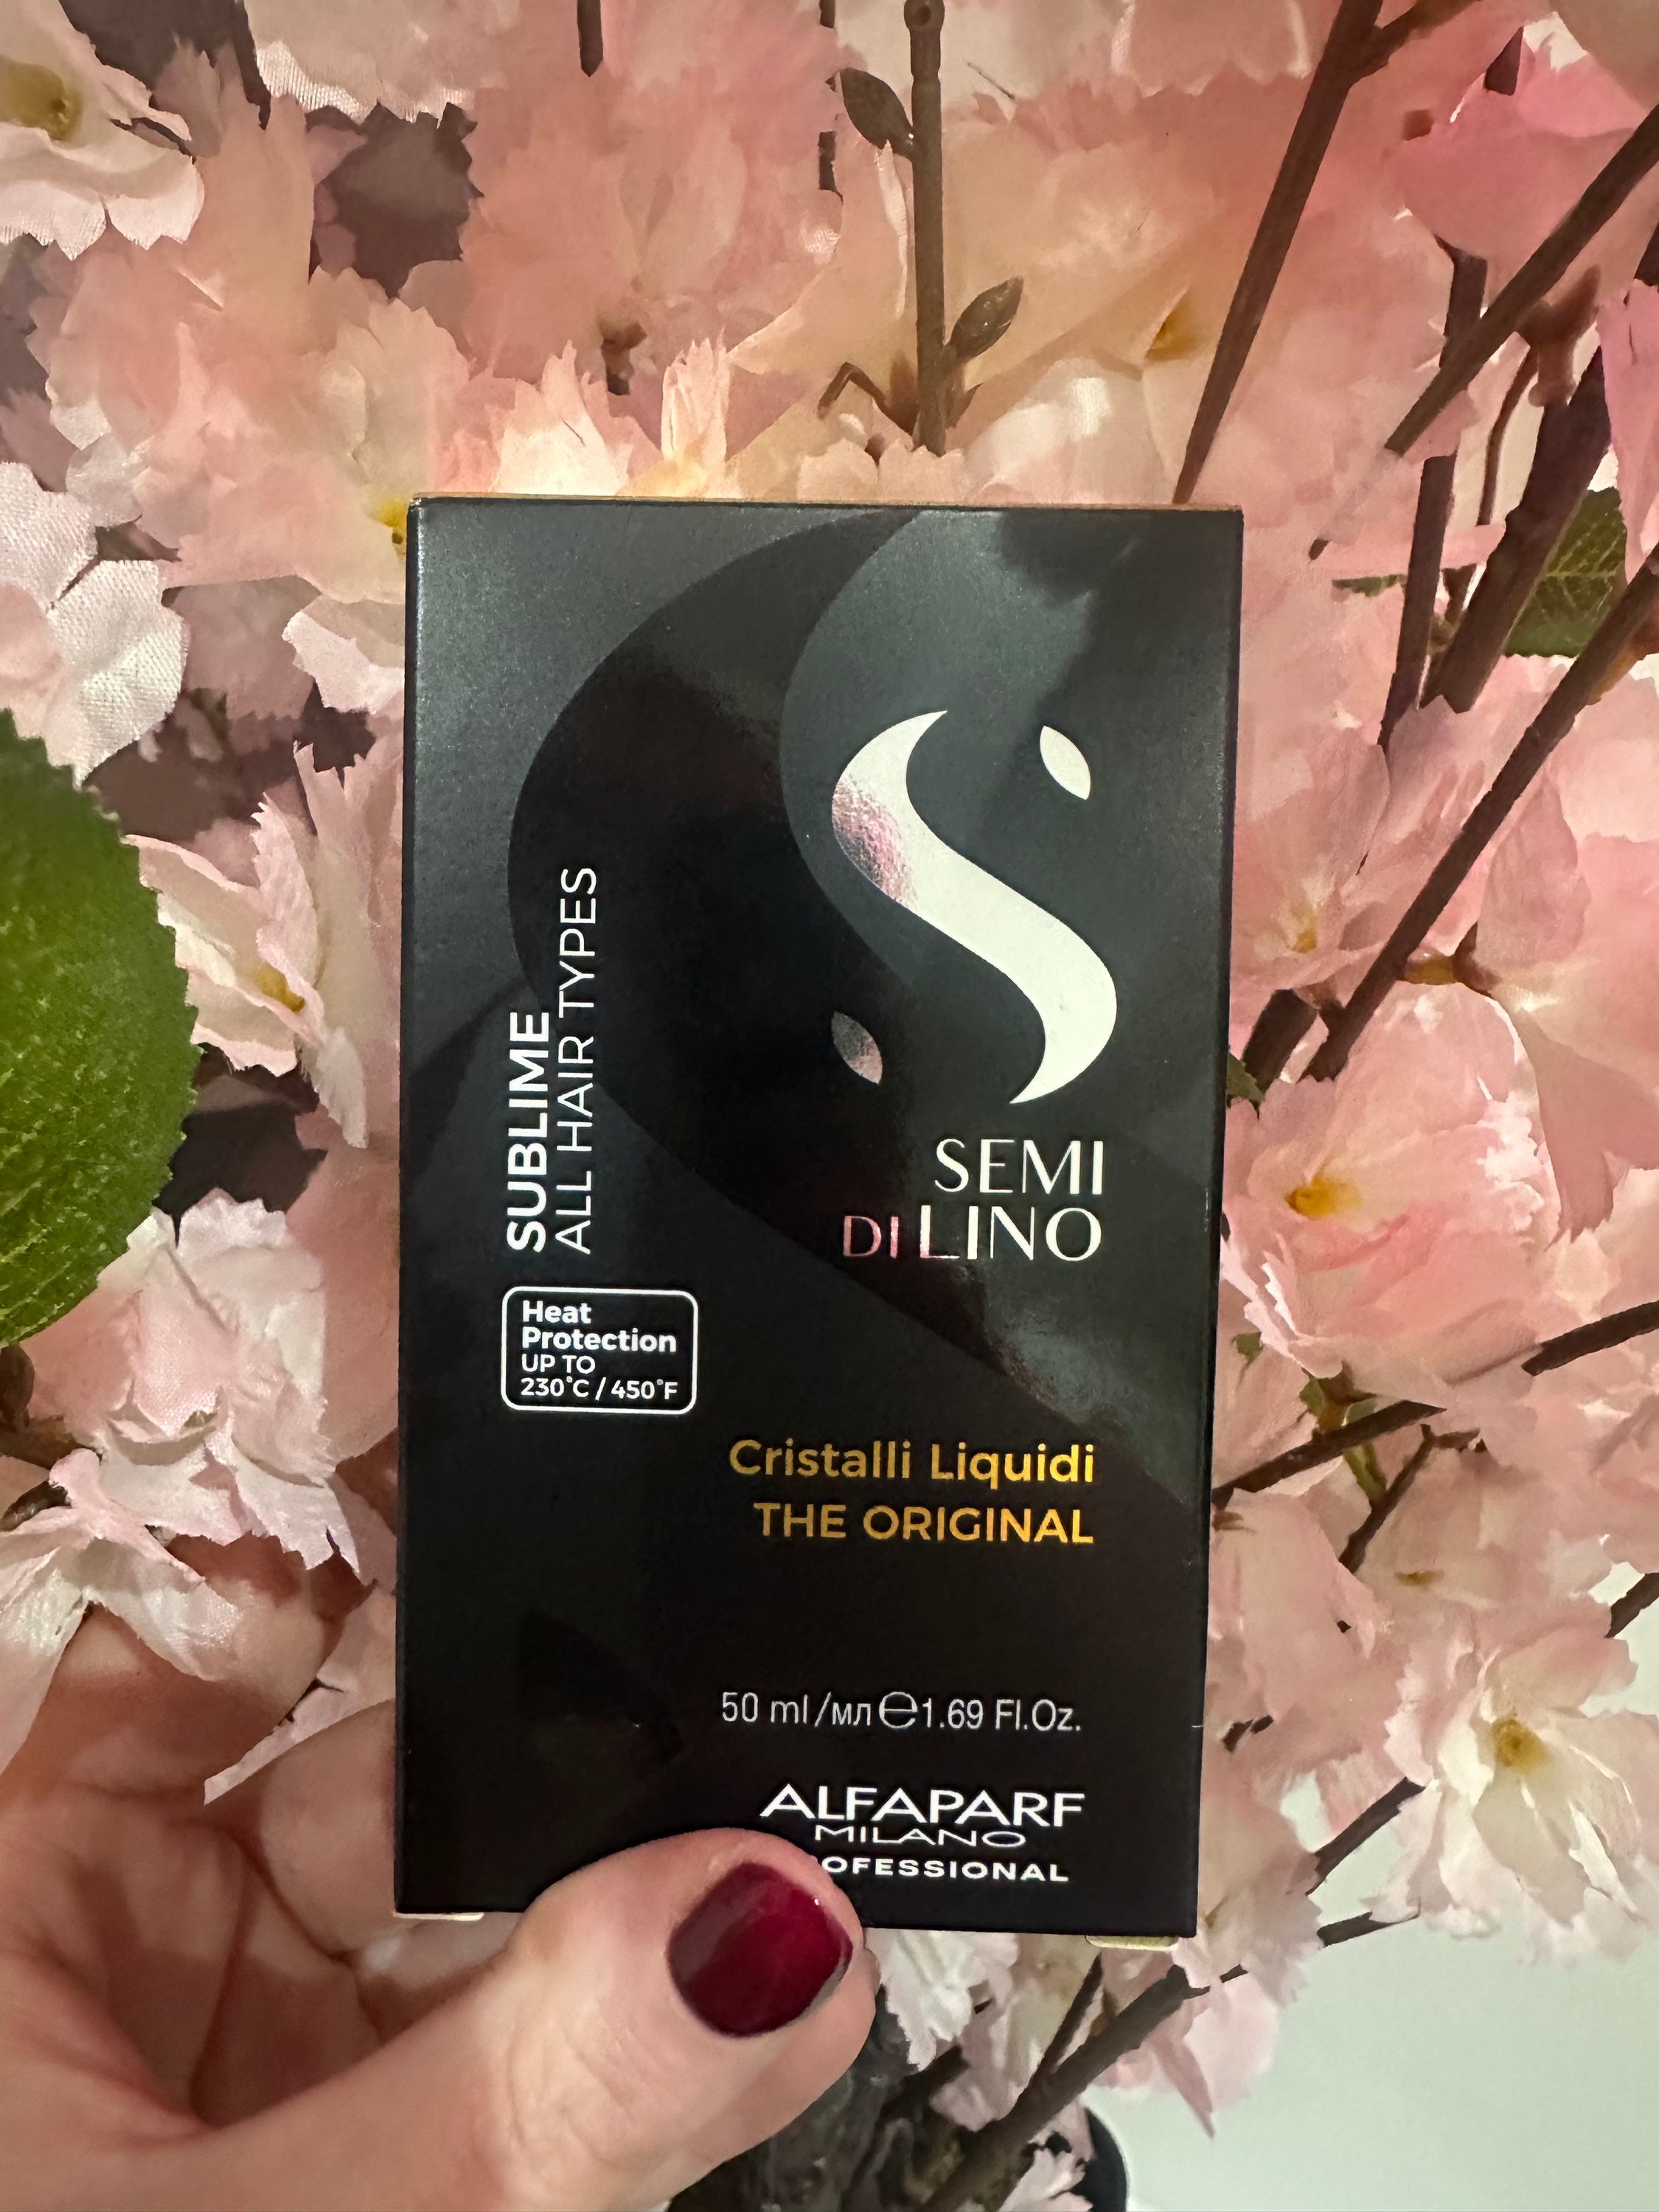 SUBLIME
ALL HAIR TYPES
SEMI
DI LINO
Heat
Protection
UP TO
230°C / 450°F
Cristalli Liquidi
THE ORIGINAL
50 ml /мл ℮ 1.69 Fl.Oz.
ALFAPARF
MILANO
OFESSIONAL